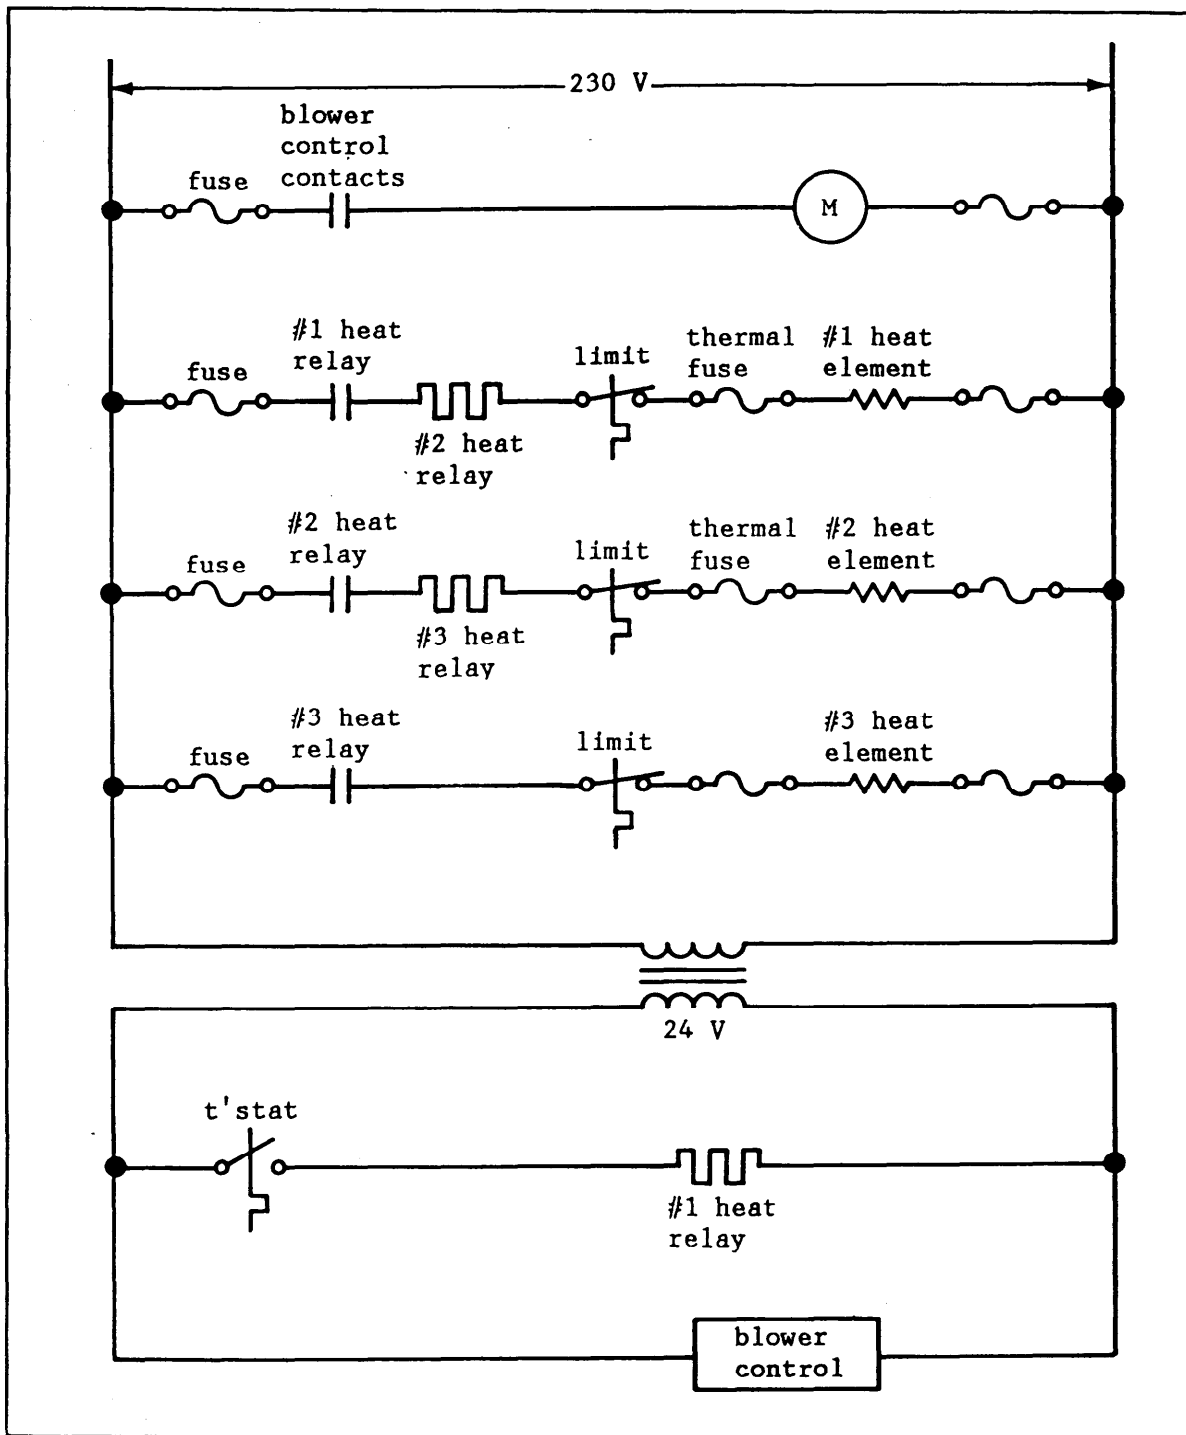 230 V
blower
control
contacts
fuse
M
#1 heat
relay
fuse
#2 heat
relay
limit
thermal
fuse
#1 heat
element
#2 heat
relay
fuse
#3 heat
relay
limit
thermal
fuse
#2 heat
element
#3 heat
relay
fuse
limit
#3 heat
element
24 V
t'stat
#1 heat
relay
blower
control